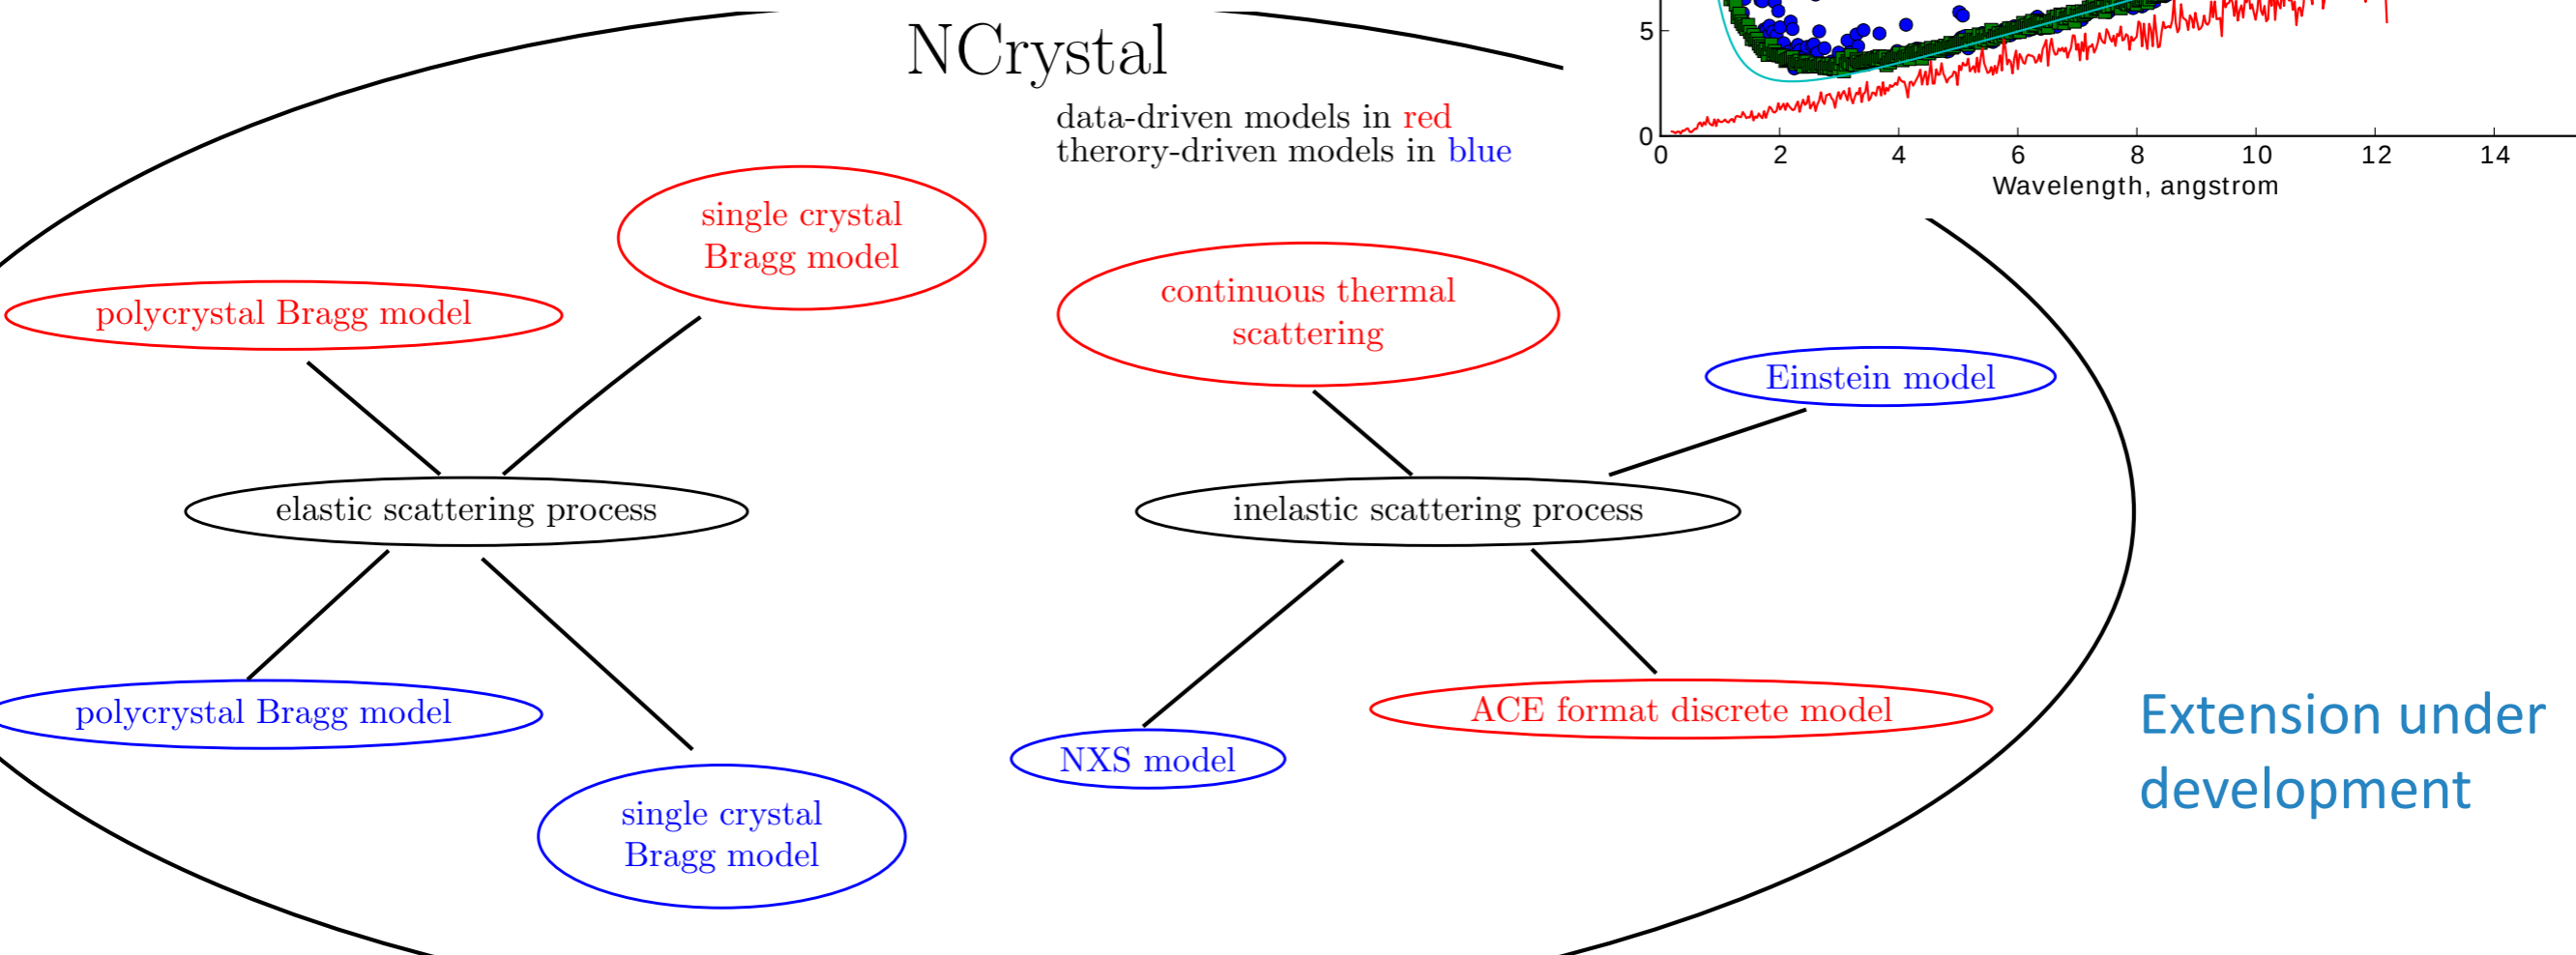 NCrystal
data-driven models in red
therory-driven models in blue
5
0
0 2 4 6 8 10 12 14
Wavelength, angstrom
single crystal
Bragg model
polycrystal Bragg model
continuous thermal
scattering
Einstein model
elastic scattering process
inelastic scattering process
polycrystal Bragg model
single crystal
Bragg model
NXS model
ACE format discrete model
Extension under
development